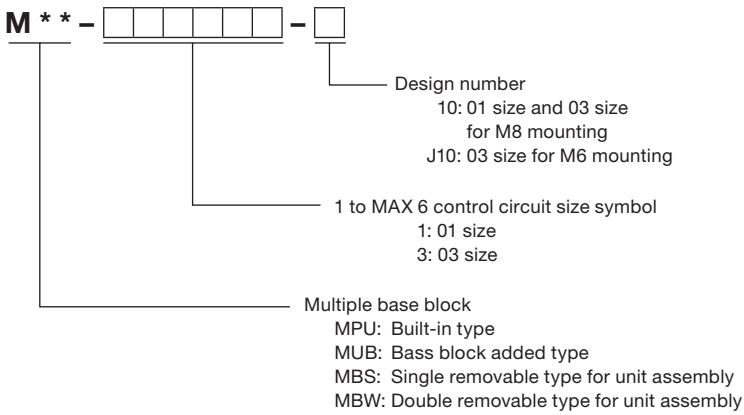 M * * – –
Design number
10: 01 size and 03 size
for M8 mounting
J10: 03 size for M6 mounting
1 to MAX 6 control circuit size symbol
1: 01 size
3: 03 size
Multiple base block
MPU: Built-in type
MUB: Bass block added type
MBS: Single removable type for unit assembly
MBW: Double removable type for unit assembly